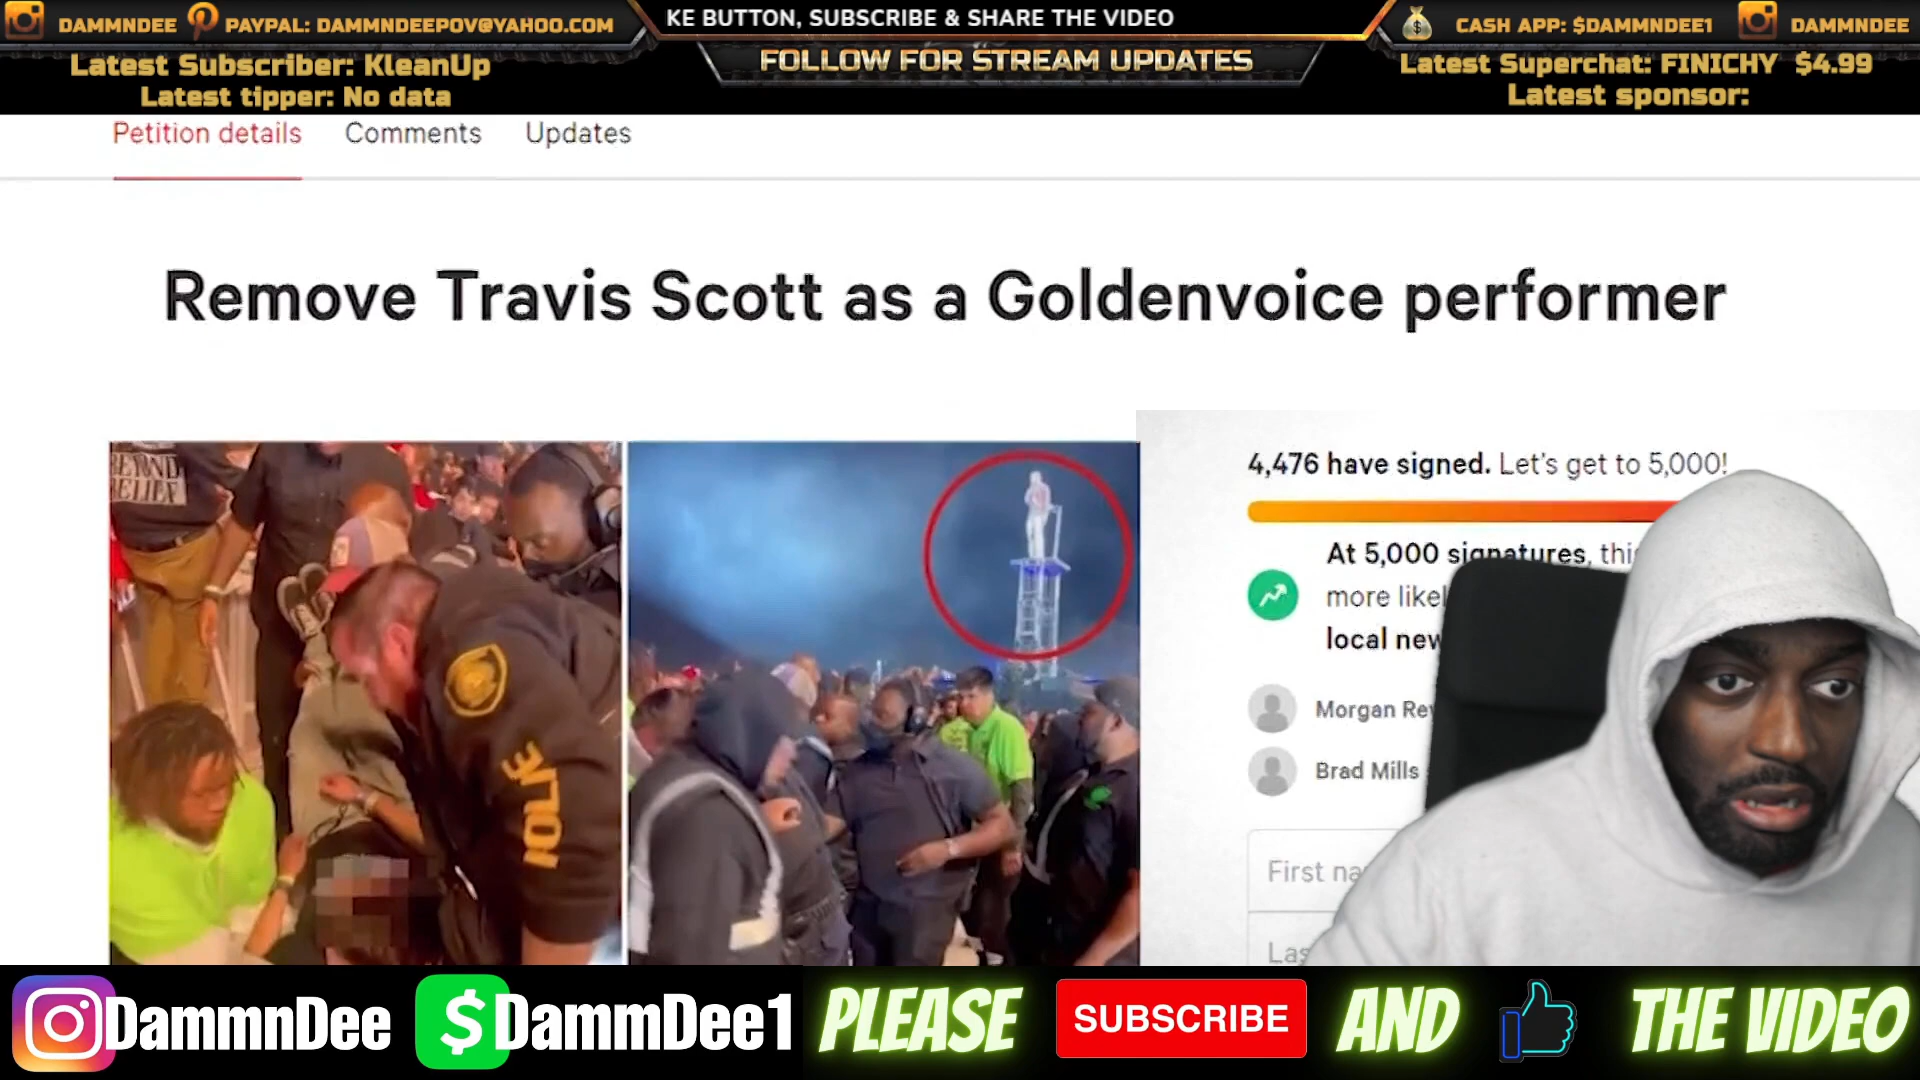 DAMMNDEE
PAYPAL: DAMMNDEEPOV@YAHOO.COM
KE BUTTON, SUBSCRIBE & SHARE THE VIDEO
CASH APP: $DAMMNDEE1
DAMMNDEE
Latest Subscriber: KleanUp
Latest tipper: No data
FOLLOW FOR STREAM UPDATES
Latest Superchat: FINICHY $4.99
Latest sponsor:
Petition details Comments Updates
Remove Travis Scott as a Goldenvoice performer
4,476 have signed. Let's get to 5,000!
At 5,000 signatures, this
more likel
local new
Morgan Re
Brad Mills
First na
Las
POLICE
DammnDee
$DammDee1
PLEASE
SUBSCRIBE
AND
THE VIDEO